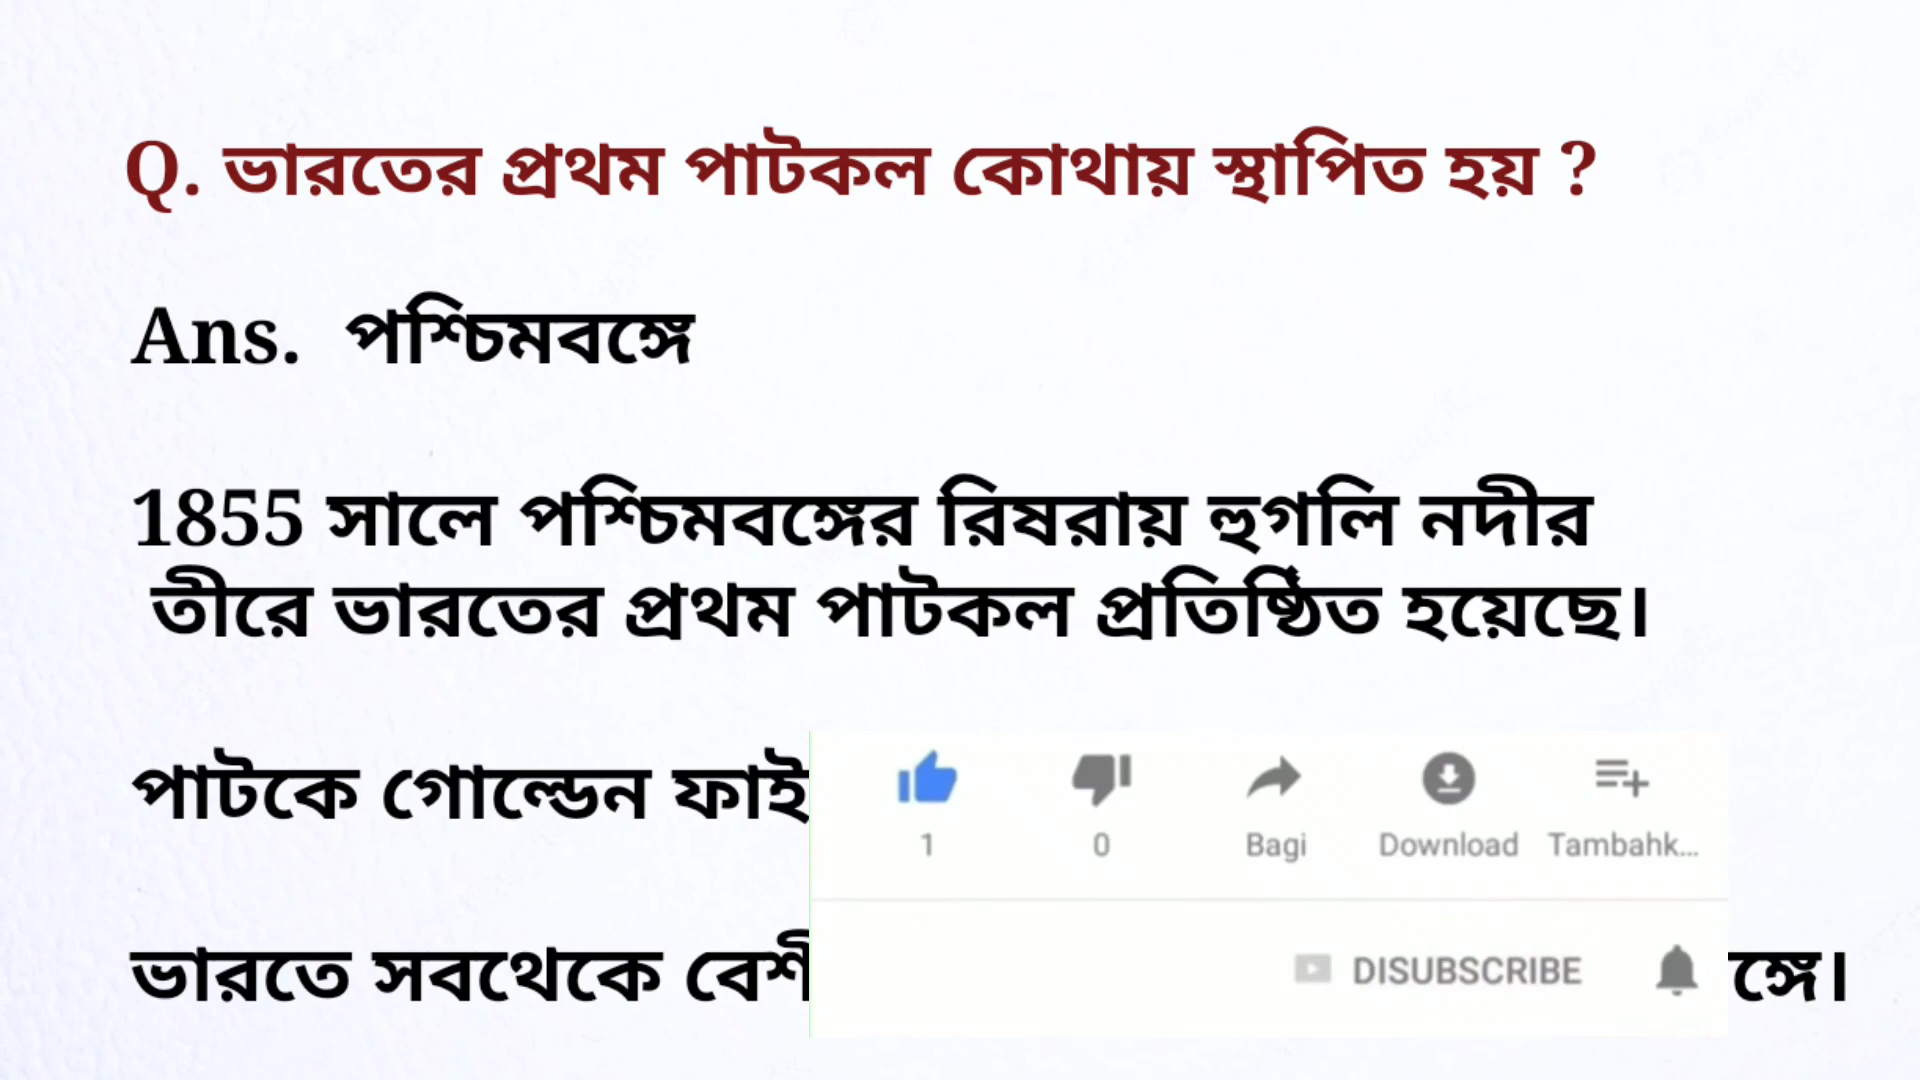 Q. ভারতের প্রথম পাটকল কোথায় স্থাপিত হয় ?
Ans. পশ্চিমবঙ্গে
1855 সালে পশ্চিমবঙ্গের রিষরায় হুগলি নদীর
তীরে ভারতের প্রথম পাটকল প্রতিষ্ঠিত হয়েছে।
পাটকে গোল্ডেন
1 0 Bagi Download Tambahk...
ভারতে সবথেকে
DISUBSCRIBE